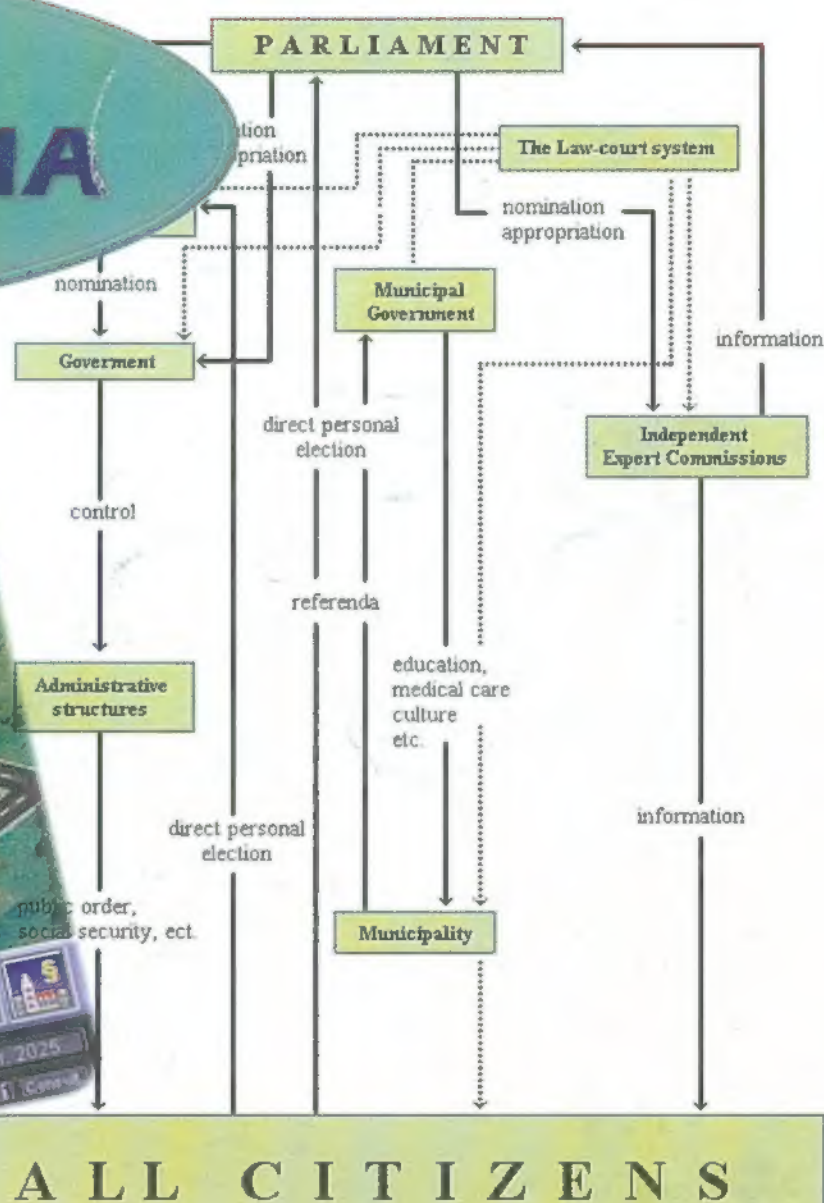 PARLIAMENT
The Law-court system
nomination
appropriation
nomination
Municipal
Government
information
Goverment
direct personal
election
Independent
Expert Commissions
control
referenda
education,
medical care
culture
etc.
Administrative
structures
information
direct personal
election
public order,
social security, ect.
Municipality
2025
ALL CITIZENS